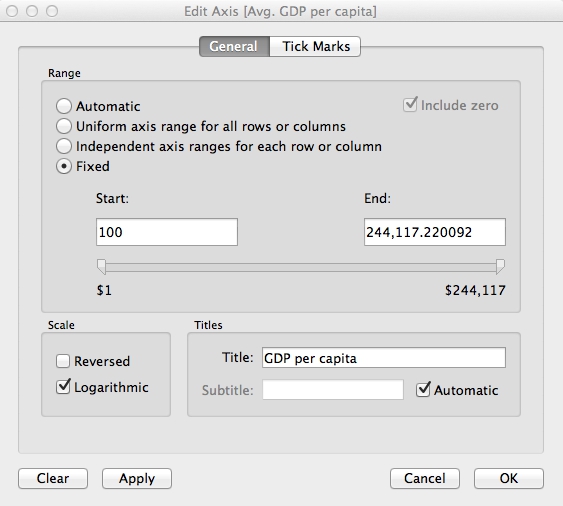 Edit Axis [Avg. GDP per capita]
General Tick Marks
Range
Automatic Include zero
Uniform axis range for all rows or columns
Independent axis ranges for each row or column
Fixed
Start: End:
100 244,117.220092
$1 $244,117
Scale Titles
Reversed Title: GDP per capita
Logarithmic Subtitle: Automatic
Clear Apply Cancel OK